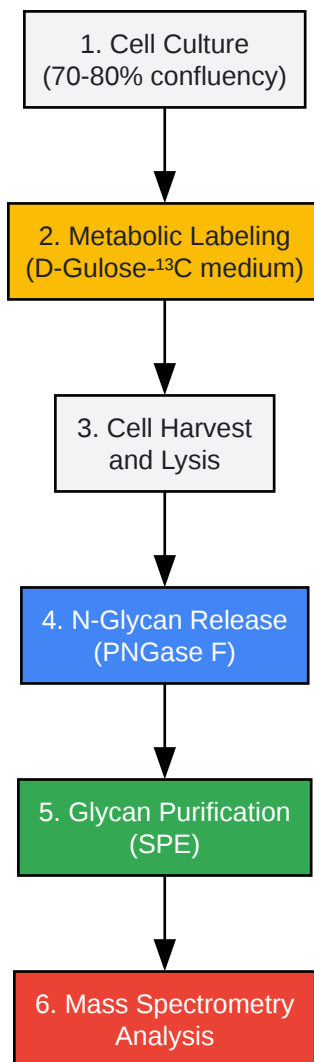 1. Cell Culture
(70-80% confluency)
2. Metabolic Labeling
(D-Gulose-¹³C medium)
3. Cell Harvest
and Lysis
4. N-Glycan Release
(PNGase F)
5. Glycan Purification
(SPE)
6. Mass Spectrometry
Analysis